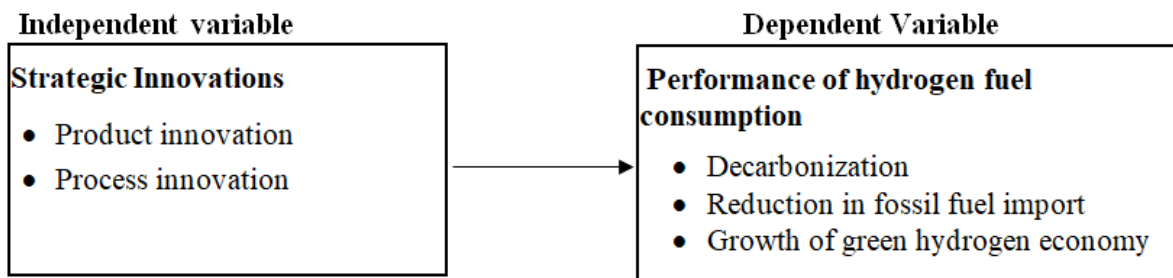 Independent variable
Dependent Variable
Strategic Innovations
• Product innovation
• Process innovation
Performance of hydrogen fuel
consumption
• Decarbonization
• Reduction in fossil fuel import
• Growth of green hydrogen economy